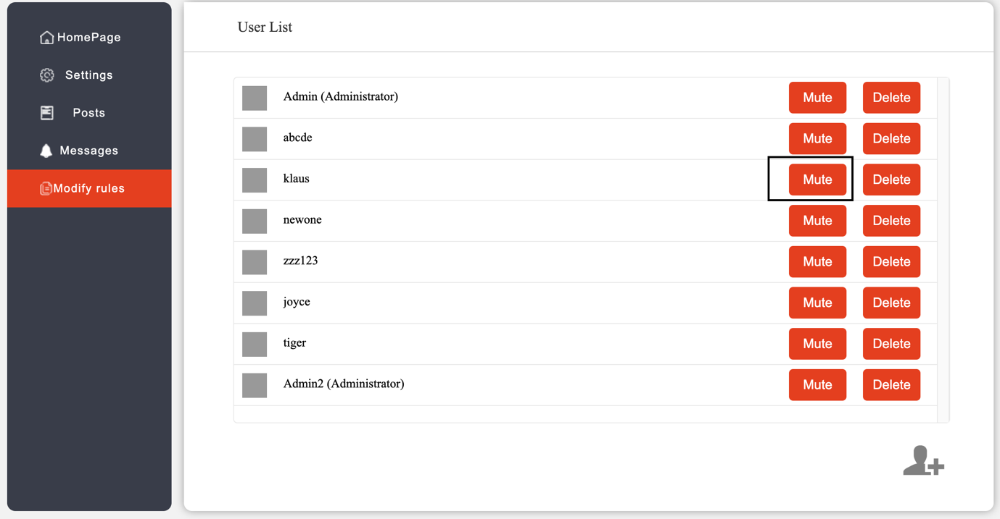 HomePage
Settings
Posts
Messages
Modify rules
User List
Admin (Administrator) Mute Delete
abcde Mute Delete
klaus Mute Delete
newone Mute Delete
zzz123 Mute Delete
joyce Mute Delete
tiger Mute Delete
Admin2 (Administrator) Mute Delete